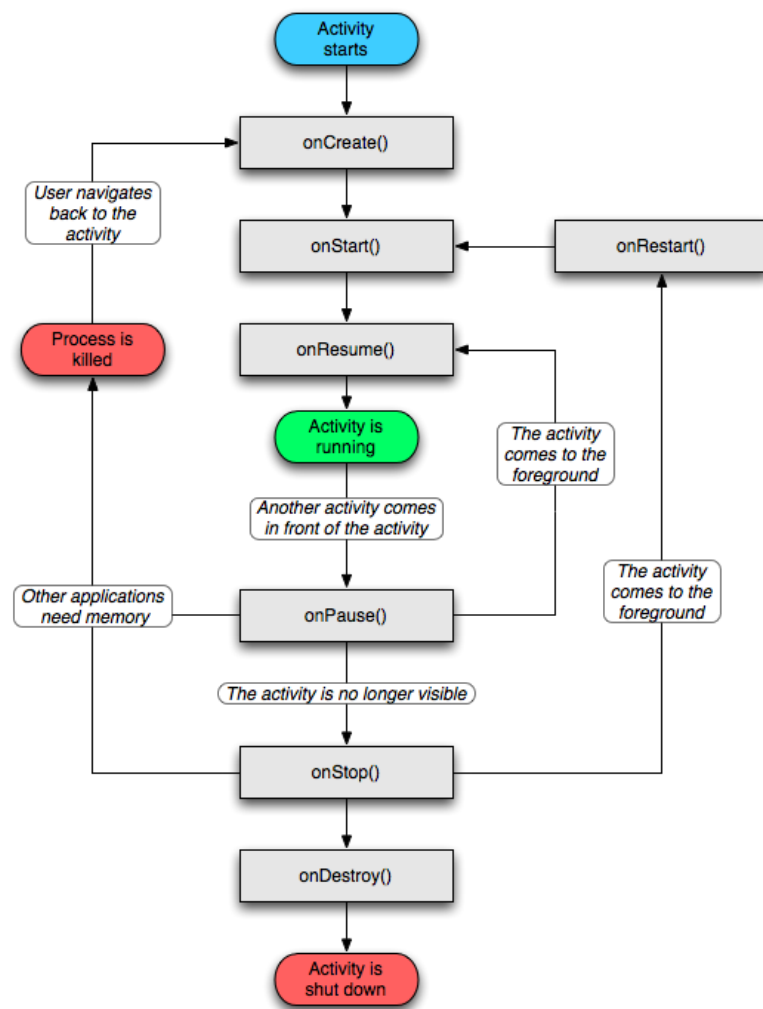 Activity
starts
onCreate()
User navigates
back to the
activity
onStart()
onRestart()
Process is
killed
onResume()
Activity is
running
The activity
comes to the
foreground
Another activity comes
in front of the activity
Other applications
need memory
onPause()
The activity
comes to the
foreground
The activity is no longer visible
onStop()
onDestroy()
Activity is
shut down